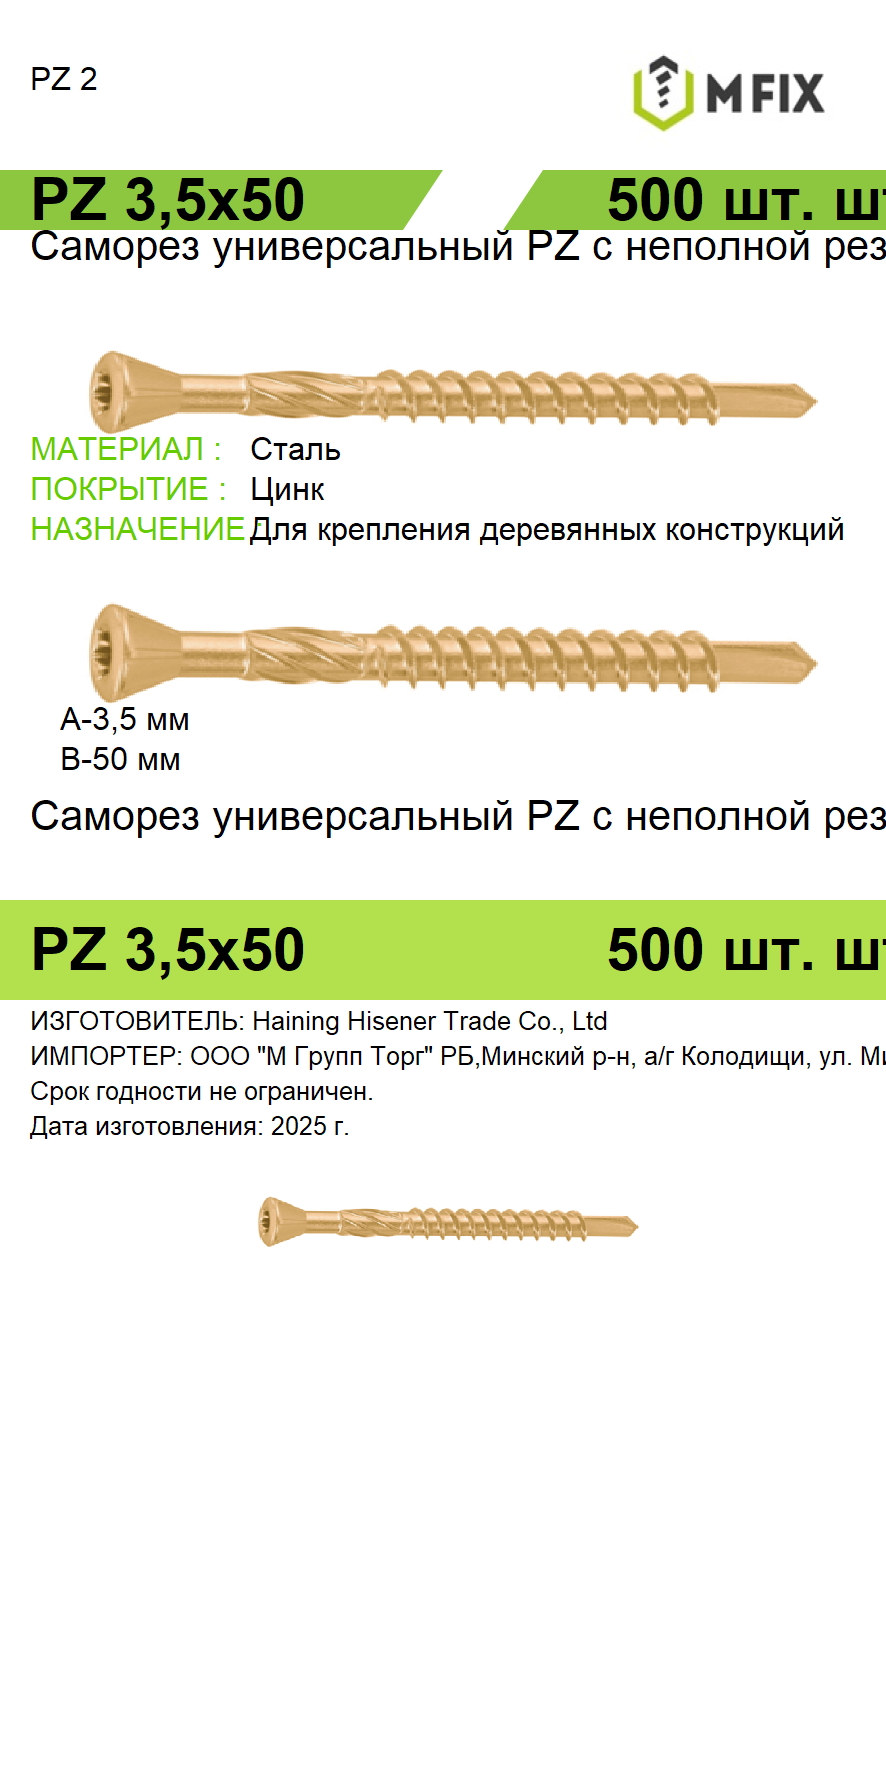 PZ 2
MFIX
PZ 3,5x50 500 шт. шт
Саморез универсальный PZ с неполной рез
МАТЕРИАЛ : Сталь
ПОКРЫТИЕ : Цинк
НАЗНАЧЕНИЕ : Для крепления деревянных конструкций
A-3,5 мм
B-50 мм
Саморез универсальный PZ с неполной рез
PZ 3,5x50 500 шт. шт
ИЗГОТОВИТЕЛЬ: Haining Hisener Trade Co., Ltd
ИМПОРТЕР: ООО "М Групп Торг" РБ,Минский р-н, а/г Колодищи, ул. Ми
Срок годности не ограничен.
Дата изготовления: 2025 г.